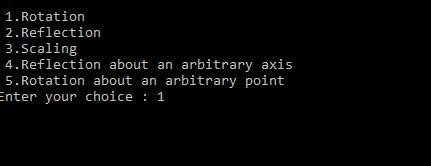 1.Rotation
2.Reflection
3.Scaling
4.Reflection about an arbitrary axis
5.Rotation about an arbitrary point
Enter your choice : 1